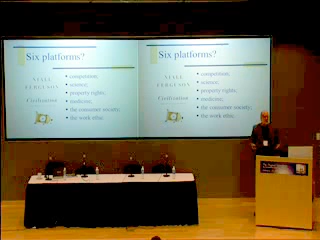 Six platforms?
NIALL
FERGUSON
Civilization
• competition;
• science;
• property rights;
• medicine;
• the consumer society;
• the work ethic.
Six platforms?
NIALL
FERGUSON
Civilization
• competition;
• science;
• property rights;
• medicine;
• the consumer society;
• the work ethic.